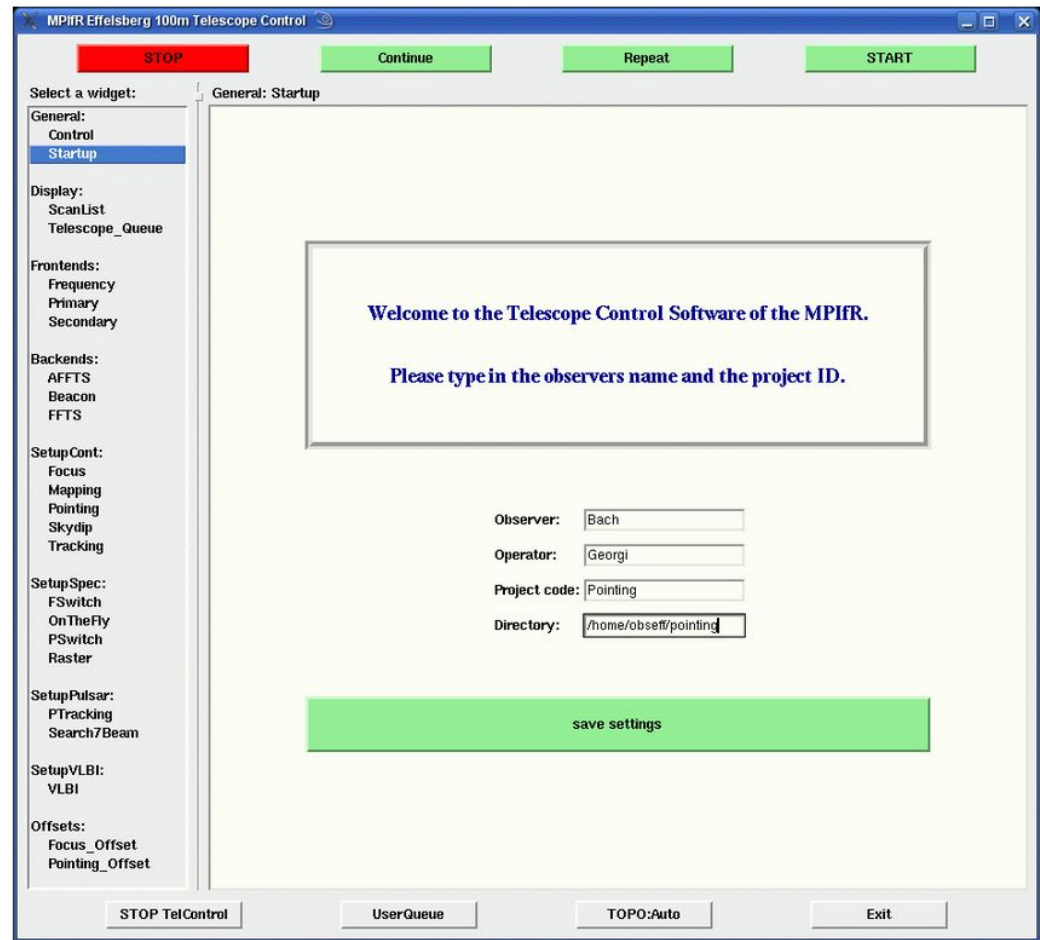 MPIfR Effelsberg 100m Telescope Control
STOP Continue Repeat START
Select a widget:
General:
Control
Startup
Display:
ScanList
Telescope_Queue
Frontends:
Frequency
Primary
Secondary
Backends:
AFFTS
Beacon
FFTS
SetupCont:
Focus
Mapping
Pointing
Skydip
Tracking
SetupSpec:
FSwitch
OnTheFly
PSwitch
Raster
SetupPulsar:
PTracking
Search7Beam
SetupVLBI:
VLBI
Offsets:
Focus_Offset
Pointing_Offset
General: Startup
Welcome to the Telescope Control Software of the MPIfR.
Please type in the observers name and the project ID.
Observer: Bach
Operator: Georgi
Project code: Pointing
Directory: /home/obseff/pointing
save settings
STOP TelControl UserQueue TOPO:Auto Exit